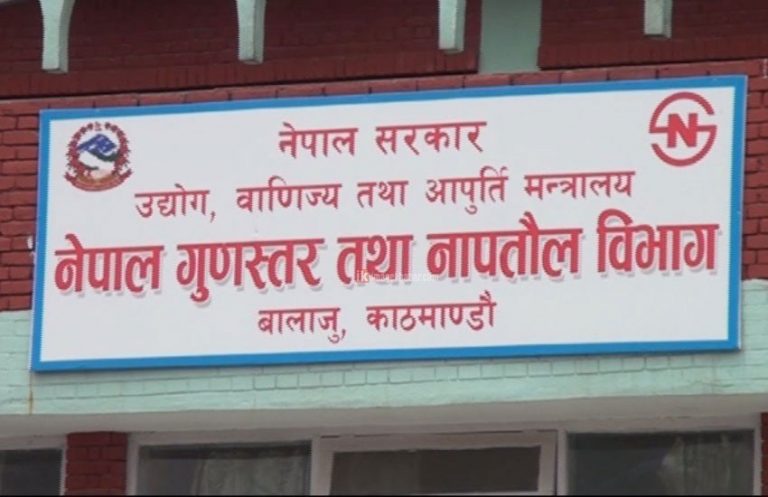 नेपाल सरकार
उद्योग, वाणिज्य तथा आपुर्ति मन्त्रालय
नेपाल गुणस्तर तथा नापतौल विभाग
बालाजु, काठमाण्डौ